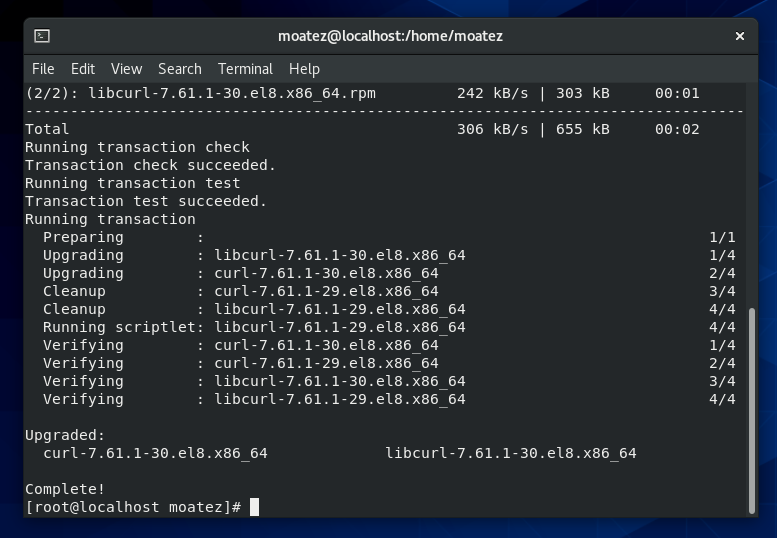 moatez@localhost:/home/moatez
File Edit View Search Terminal Help
(2/2): libcurl-7.61.1-30.el8.x86_64.rpm         242 kB/s | 303 kB     00:01
--------------------------------------------------------------------------------
Total                                           306 kB/s | 655 kB     00:02
Running transaction check
Transaction check succeeded.
Running transaction test
Transaction test succeeded.
Running transaction
  Preparing        :                                                        1/1
  Upgrading        : libcurl-7.61.1-30.el8.x86_64                           1/4
  Upgrading        : curl-7.61.1-30.el8.x86_64                              2/4
  Cleanup          : curl-7.61.1-29.el8.x86_64                              3/4
  Cleanup          : libcurl-7.61.1-29.el8.x86_64                           4/4
  Running scriptlet: libcurl-7.61.1-29.el8.x86_64                           4/4
  Verifying        : curl-7.61.1-30.el8.x86_64                              1/4
  Verifying        : curl-7.61.1-29.el8.x86_64                              2/4
  Verifying        : libcurl-7.61.1-30.el8.x86_64                           3/4
  Verifying        : libcurl-7.61.1-29.el8.x86_64                           4/4
Upgraded:
  curl-7.61.1-30.el8.x86_64             libcurl-7.61.1-30.el8.x86_64
Complete!
[root@localhost moatez]#